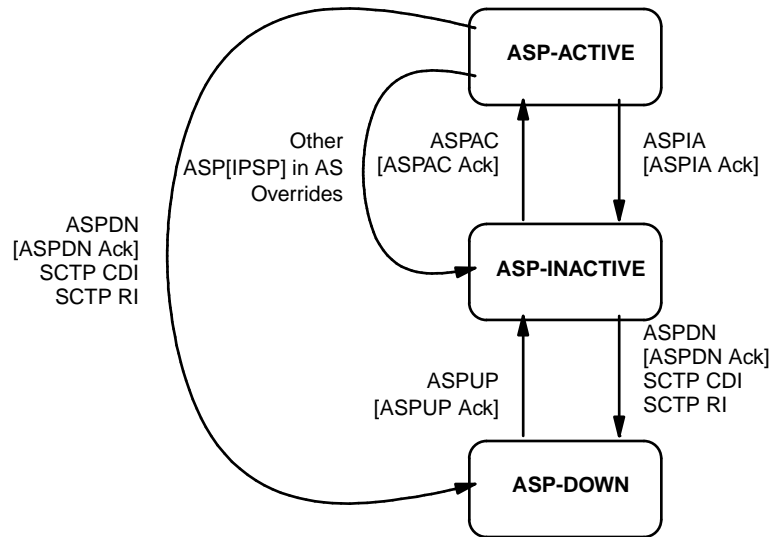 ASP-ACTIVE
Other
ASP[IPSP] in AS
Overrides
ASPAC
[ASPAC Ack]
ASPIA
[ASPIA Ack]
ASPDN
[ASPDN Ack]
SCTP CDI
SCTP RI
ASP-INACTIVE
ASPUP
[ASPUP Ack]
ASPDN
[ASPDN Ack]
SCTP CDI
SCTP RI
ASP-DOWN